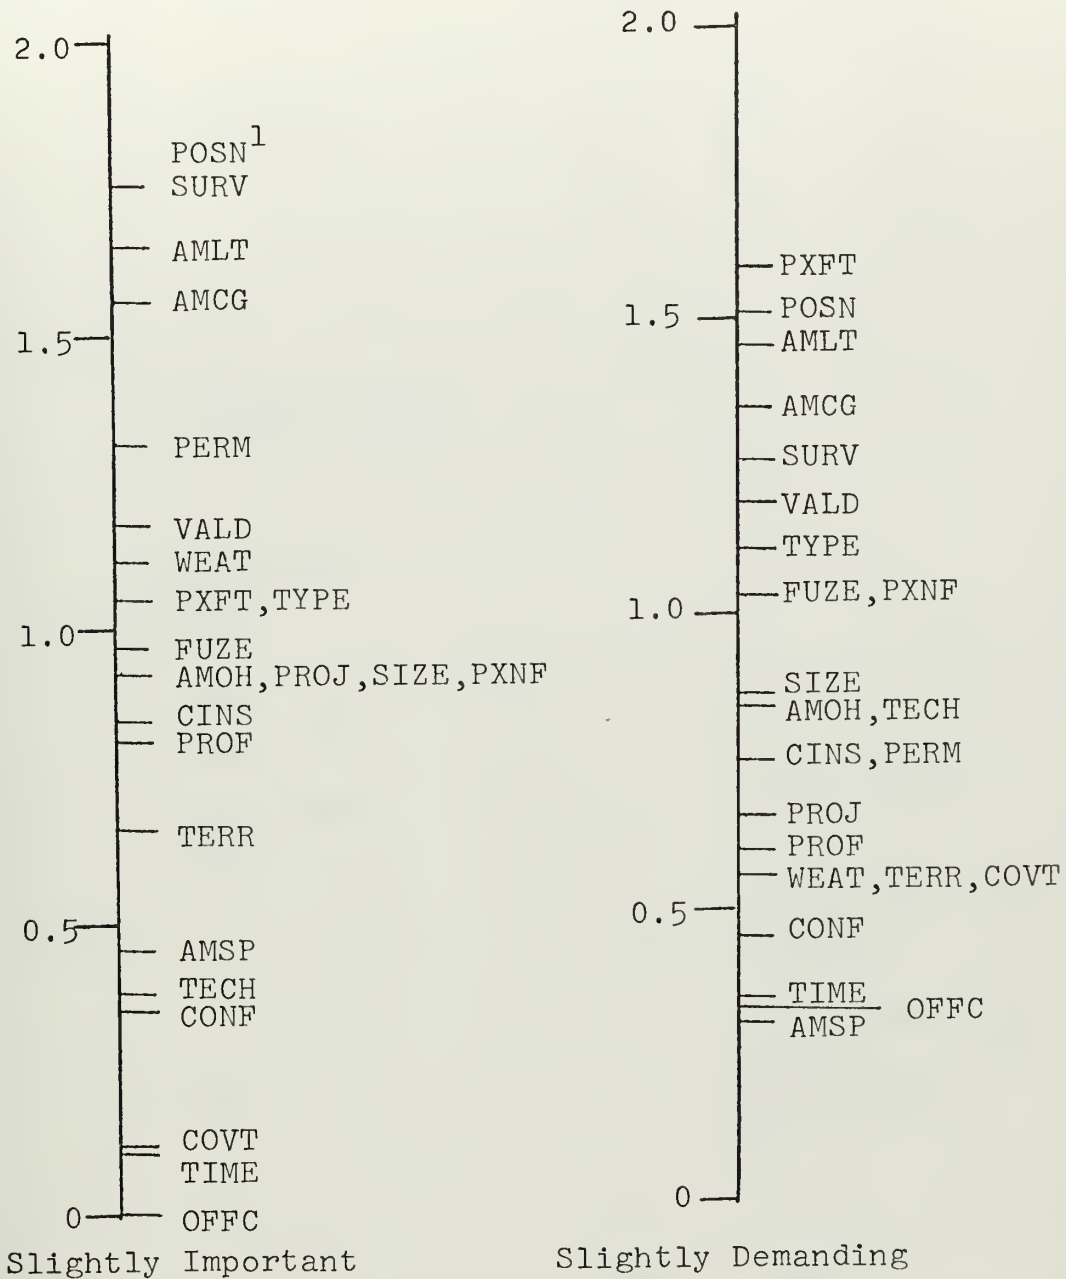 2.0
POSN1
SURV
AMLT
AMCG
1.5
PERM
VALD
WEAT
PXFT,TYPE
1.0
FUZE
AMOH,PROJ,SIZE,PXNF
CINS
PROF
TERR
0.5
AMSP
TECH
CONF
COVT
TIME
0
OFFC
Slightly Important
2.0
PXFT
POSN
1.5
AMLT
AMCG
SURV
VALD
TYPE
FUZE,PXNF
1.0
SIZE
AMOH,TECH
CINS,PERM
PROJ
PROF
WEAT,TERR,COVT
0.5
CONF
TIME
OFFC
AMSP
0
Slightly Demanding